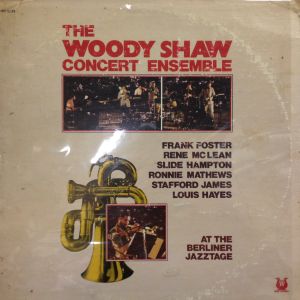 THE
WOODY SHAW
CONCERT ENSEMBLE
FRANK FOSTER
RENE McLEAN
SLIDE HAMPTON
RONNIE MATHEWS
STAFFORD JAMES
LOUIS HAYES
AT THE
BERLINER
JAZZTAGE